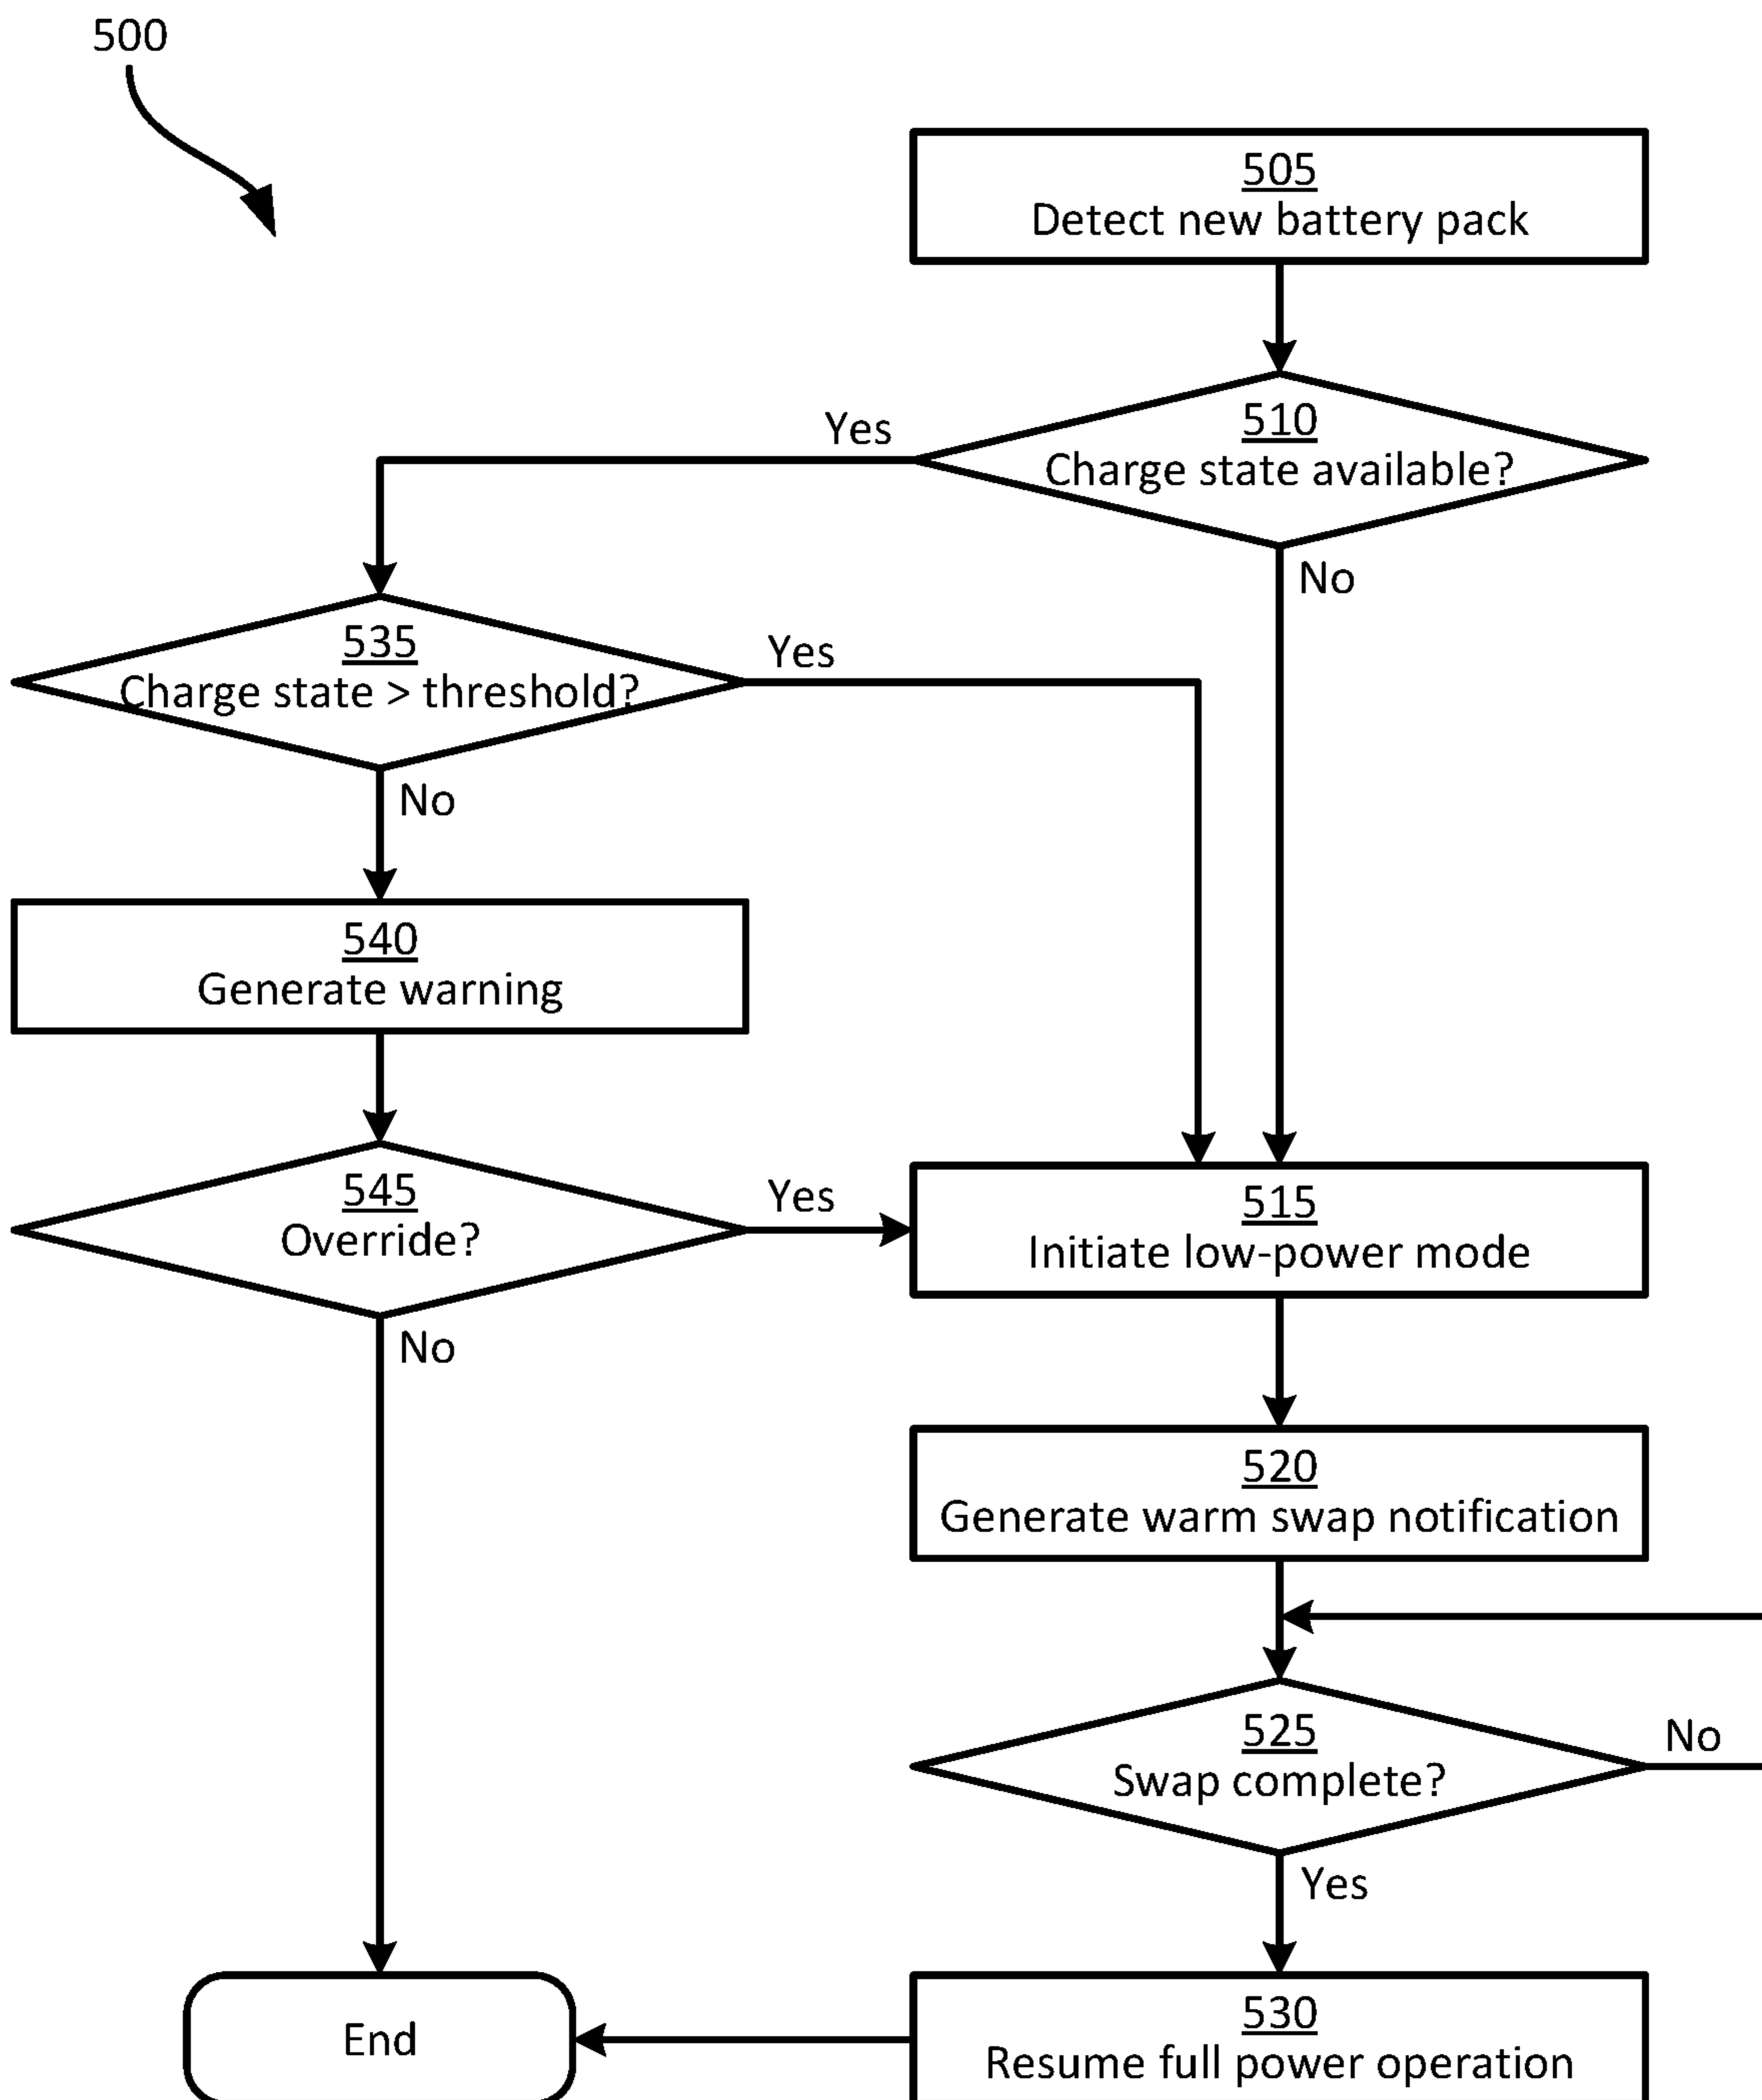 500
505
Detect new battery pack
Yes
510
Charge state available?
No
535
Charge state > threshold?
Yes
No
540
Generate warning
545
Override?
Yes
No
515
Initiate low-power mode
520
Generate warm swap notification
525
Swap complete?
No
Yes
End
530
Resume full power operation